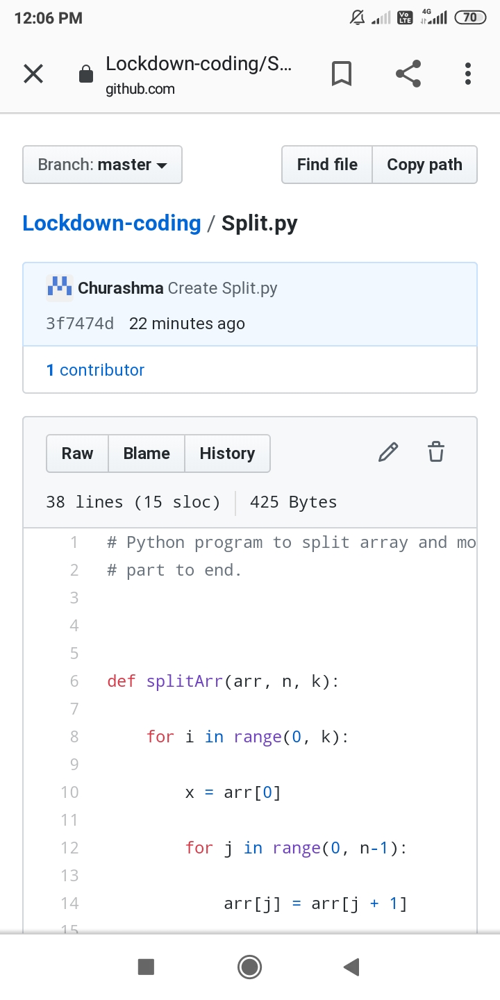 12:06 PM Vo LTE 4G 70
Lockdown-coding/S...
github.com
Branch: master Find file Copy path
Lockdown-coding / Split.py
Churashma Create Split.py
3f7474d 22 minutes ago
1 contributor
Raw Blame History
38 lines (15 sloc) 425 Bytes
1 # Python program to split array and mo
2 # part to end.
3
4
5
6 def splitArr(arr, n, k):
7
8 for i in range(0, k):
9
10 x = arr[0]
11
12 for j in range(0, n-1):
13
14 arr[j] = arr[j + 1]
15